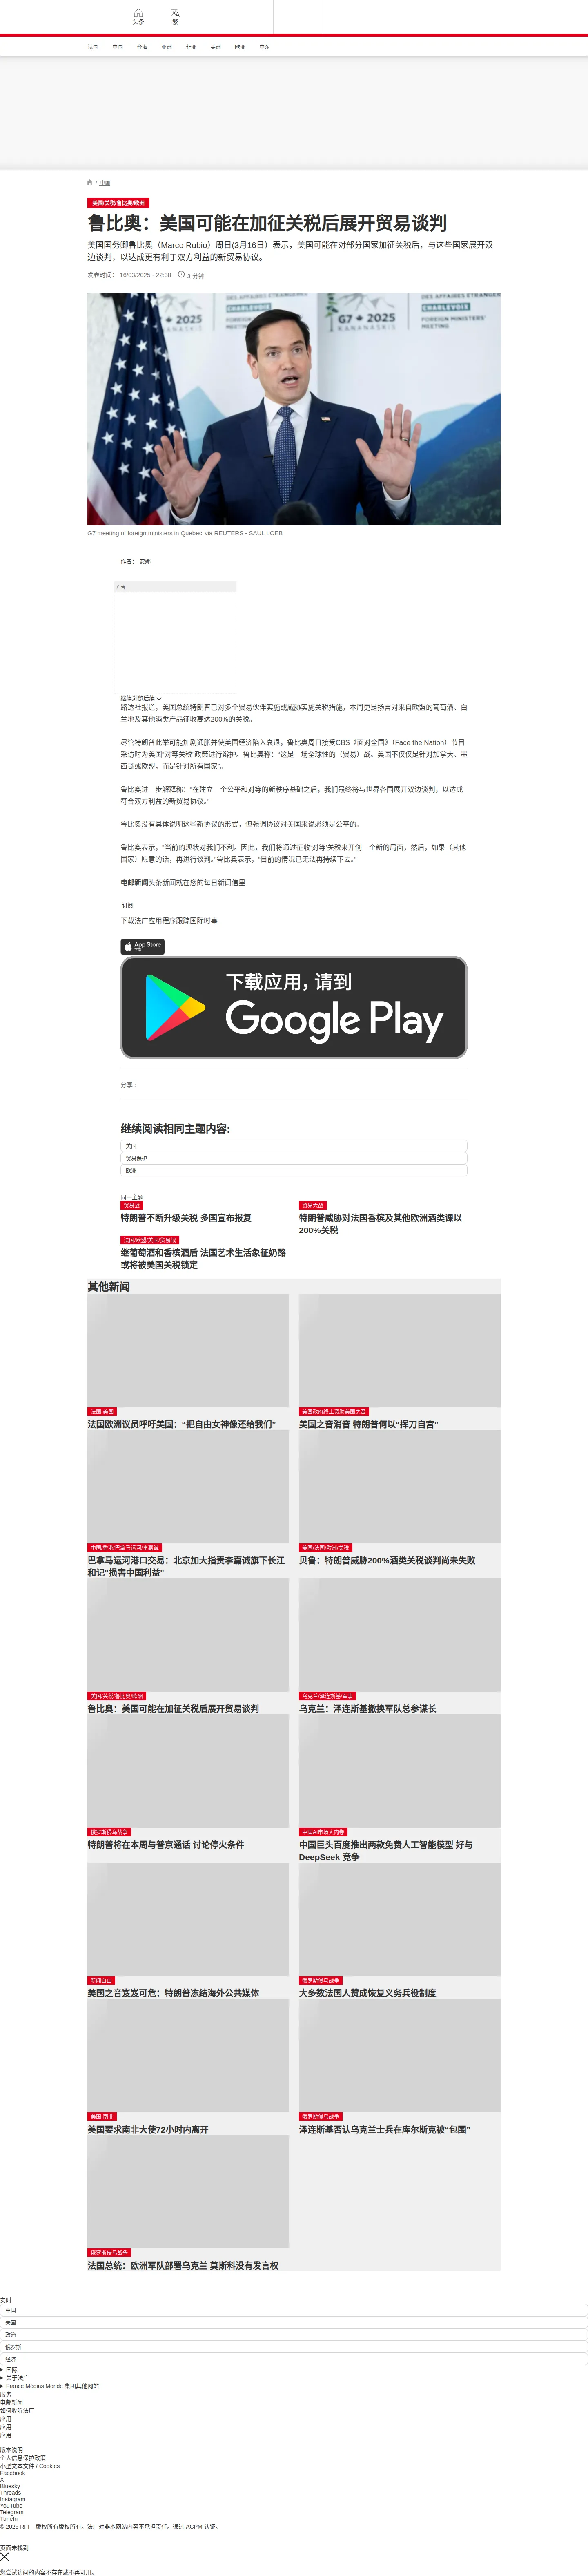 头条
繁
法国 中国 台海 亚洲 非洲 美洲 欧洲 中东
/ 中国
美国/关税/鲁比奥/欧洲
鲁比奥：美国可能在加征关税后展开贸易谈判
美国国务卿鲁比奥（Marco Rubio）周日(3月16日）表示，美国可能在对部分国家加征关税后，与这些国家展开双
边谈判，以达成更有利于双方利益的新贸易协议。
发表时间： 16/03/2025 - 22:38 3 分钟
G7 2025
KANANASKIS
G7 meeting of foreign ministers in Quebec via REUTERS - SAUL LOEB
作者： 安娜
广告
继续浏览后续
路透社报道，美国总统特朗普已对多个贸易伙伴实施或威胁实施关税措施，本周更是扬言对来自欧盟的葡萄酒、白
兰地及其他酒类产品征收高达200%的关税。
尽管特朗普此举可能加剧通胀并使美国经济陷入衰退，鲁比奥周日接受CBS《面对全国》（Face the Nation）节目
采访时为美国“对等关税”政策进行辩护。鲁比奥称：“这是一场全球性的（贸易）战。美国不仅仅是针对加拿大、墨
西哥或欧盟，而是针对所有国家”。
鲁比奥进一步解释称：“在建立一个公平和对等的新秩序基础之后，我们最终将与世界各国展开双边谈判，以达成
符合双方利益的新贸易协议。”
鲁比奥没有具体说明这些新协议的形式，但强调协议对美国来说必须是公平的。
鲁比奥表示，“当前的现状对我们不利。因此，我们将通过征收‘对等’关税来开创一个新的局面，然后，如果（其他
国家）愿意的话，再进行谈判。”鲁比奥表示，“目前的情况已无法再持续下去。”
电邮新闻头条新闻就在您的每日新闻信里
订阅
下载法广应用程序跟踪国际时事
App Store
下载
下载应用，请到
Google Play
分享 :
继续阅读相同主题内容:
美国
贸易保护
欧洲
同一主题
贸易战
特朗普不断升级关税 多国宣布报复
贸易大战
特朗普威胁对法国香槟及其他欧洲酒类课以
200%关税
法国/欧盟/美国/贸易战
继葡萄酒和香槟酒后 法国艺术生活象征奶酪
或将被美国关税锁定
其他新闻
法国-美国
法国欧洲议员呼吁美国：“把自由女神像还给我们”
美国政府终止资助美国之音
美国之音消音 特朗普何以"挥刀自宫"
中国/香港/巴拿马运河/李嘉诚
巴拿马运河港口交易：北京加大指责李嘉诚旗下长江
和记"损害中国利益"
美国/法国/欧洲/关税
贝鲁：特朗普威胁200%酒类关税谈判尚未失败
美国/关税/鲁比奥/欧洲
鲁比奥：美国可能在加征关税后展开贸易谈判
乌克兰/泽连斯基/军事
乌克兰：泽连斯基撤换军队总参谋长
俄罗斯侵乌战争
特朗普将在本周与普京通话 讨论停火条件
中国AI市场大内卷
中国巨头百度推出两款免费人工智能模型 好与
DeepSeek 竞争
新闻自由
美国之音岌岌可危：特朗普冻结海外公共媒体
俄罗斯侵乌战争
大多数法国人赞成恢复义务兵役制度
美国-南非
美国要求南非大使72小时内离开
俄罗斯侵乌战争
泽连斯基否认乌克兰士兵在库尔斯克被“包围”
俄罗斯侵乌战争
法国总统：欧洲军队部署乌克兰 莫斯科没有发言权
实时
中国
美国
政治
俄罗斯
经济
国际
关于法广
France Médias Monde 集团其他网站
服务
电邮新闻
如何收听法广
应用
应用
应用
版本说明
个人信息保护政策
小型文本文件 / Cookies
Facebook
X
Bluesky
Threads
Instagram
YouTube
Telegram
TuneIn
© 2025 RFI – 版权所有版权所有。法广对非本网站内容不承担责任。通过 ACPM 认证。
页面未找到
您尝试访问的内容不存在或不再可用。